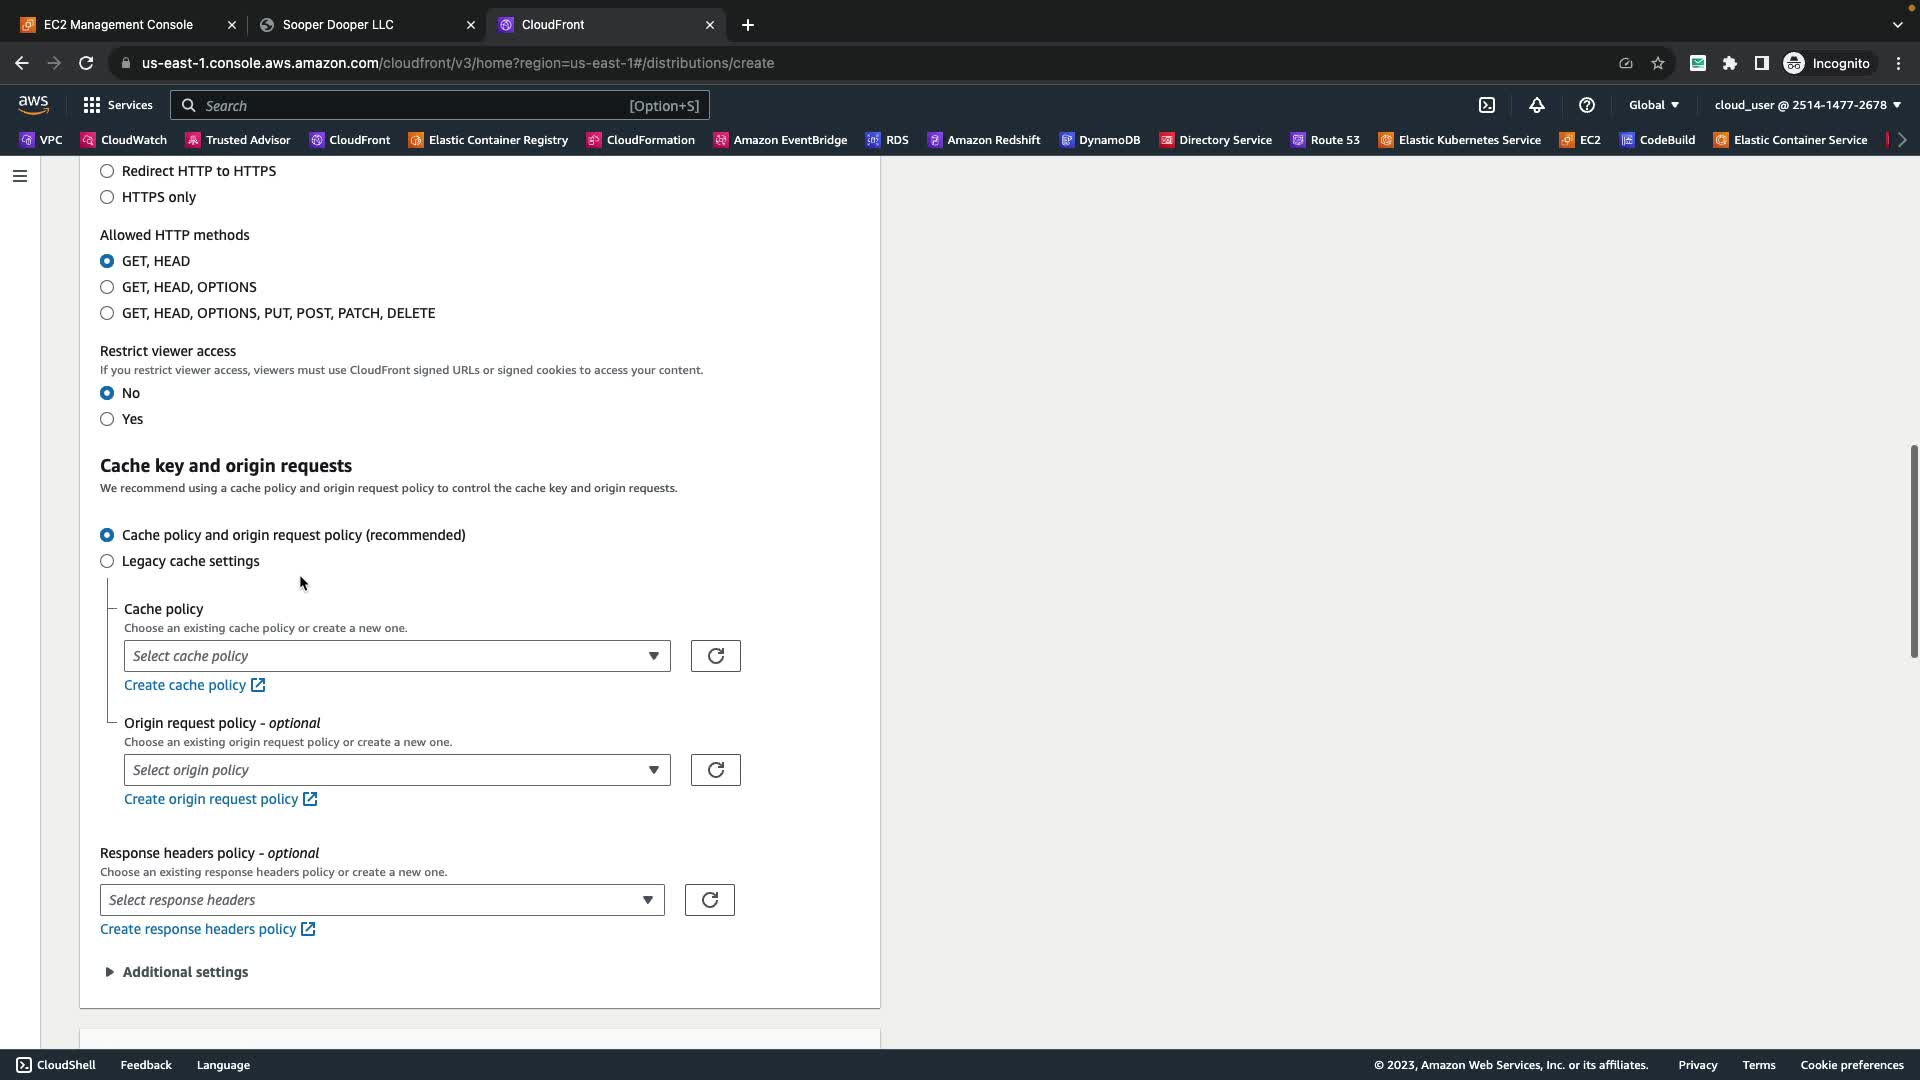 EC2 Management Console
Sooper Dooper LLC
CloudFront
us-east-1.console.aws.amazon.com/cloudfront/v3/home?region=us-east-1#/distributions/create
Incognito
aws
Services
Search
[Option+S]
Global
cloud_user @ 2514-1477-2678
VPC
CloudWatch
Trusted Advisor
CloudFront
Elastic Container Registry
CloudFormation
Amazon EventBridge
RDS
Amazon Redshift
DynamoDB
Directory Service
Route 53
Elastic Kubernetes Service
EC2
CodeBuild
Elastic Container Service
Redirect HTTP to HTTPS
HTTPS only
Allowed HTTP methods
GET, HEAD
GET, HEAD, OPTIONS
GET, HEAD, OPTIONS, PUT, POST, PATCH, DELETE
Restrict viewer access
If you restrict viewer access, viewers must use CloudFront signed URLs or signed cookies to access your content.
No
Yes
Cache key and origin requests
We recommend using a cache policy and origin request policy to control the cache key and origin requests.
Cache policy and origin request policy (recommended)
Legacy cache settings
Cache policy
Choose an existing cache policy or create a new one.
Select cache policy
Create cache policy
Origin request policy - optional
Choose an existing origin request policy or create a new one.
Select origin policy
Create origin request policy
Response headers policy - optional
Choose an existing response headers policy or create a new one.
Select response headers
Create response headers policy
Additional settings
CloudShell
Feedback
Language
© 2023, Amazon Web Services, Inc. or its affiliates.
Privacy
Terms
Cookie preferences